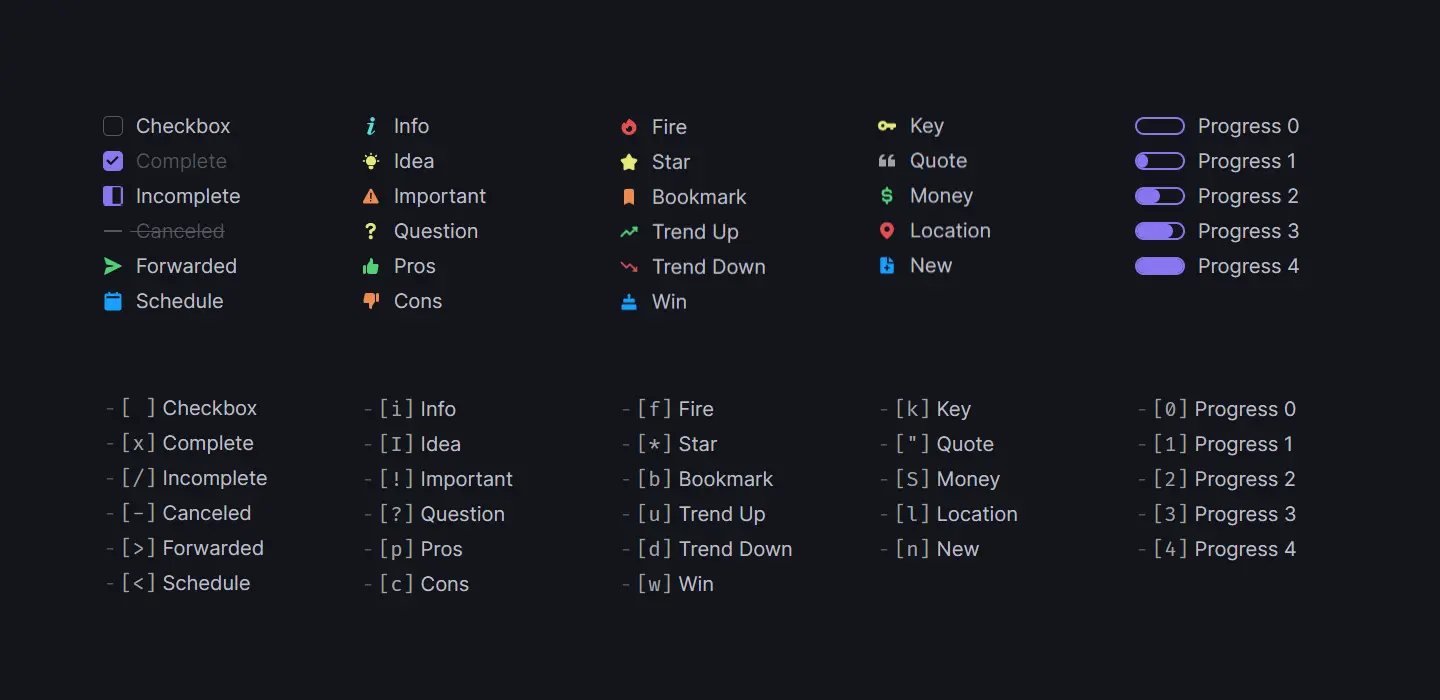 Checkbox
Complete
Incomplete
Canceled
Forwarded
Schedule
Info
Idea
Important
Question
Pros
Cons
Fire
Star
Bookmark
Trend Up
Trend Down
Win
Key
Quote
Money
Location
New
Progress 0
Progress 1
Progress 2
Progress 3
Progress 4
- [ ] Checkbox
- [x] Complete
- [/] Incomplete
- [-] Canceled
- [>] Forwarded
- [<] Schedule
- [i] Info
- [I] Idea
- [!] Important
- [?] Question
- [p] Pros
- [c] Cons
- [f] Fire
- [*] Star
- [b] Bookmark
- [u] Trend Up
- [d] Trend Down
- [w] Win
- [k] Key
- ["] Quote
- [S] Money
- [l] Location
- [n] New
- [0] Progress 0
- [1] Progress 1
- [2] Progress 2
- [3] Progress 3
- [4] Progress 4